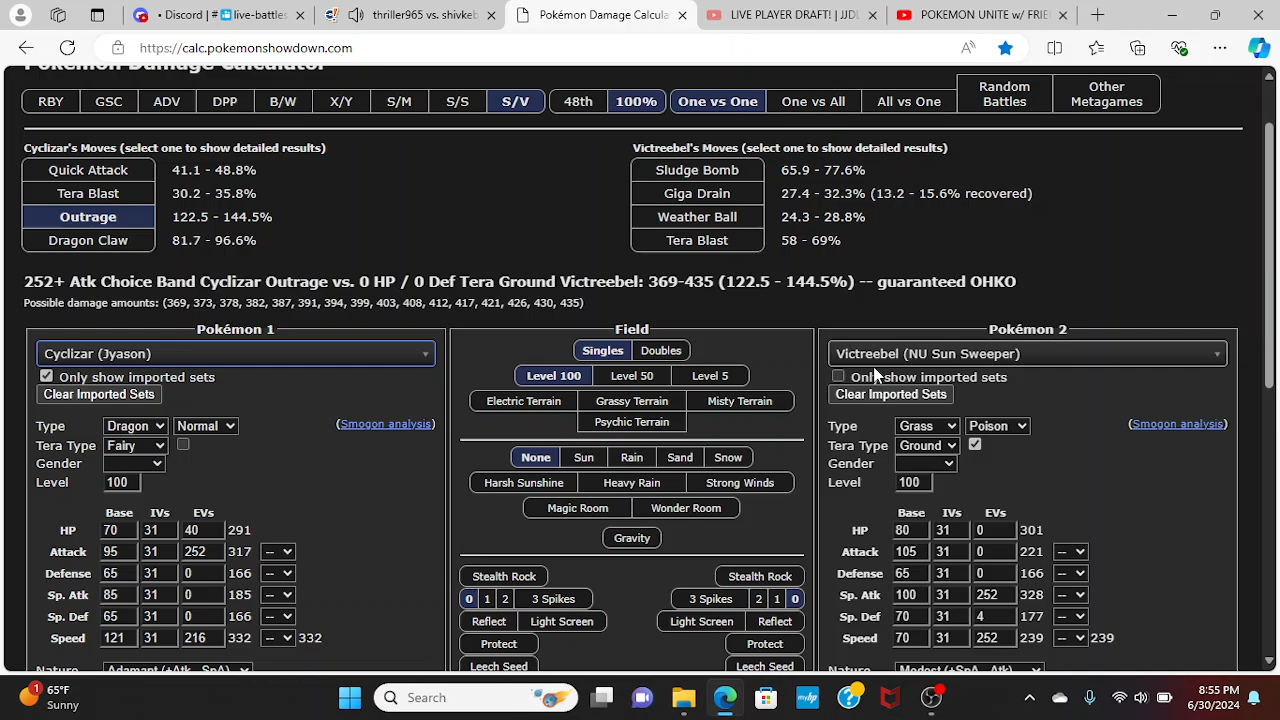 Discord | # live-battles
thriller965 vs. shivkeb
Pokémon Damage Calcula
LIVE PLAYER DRAFT! | JDL
POKEMON UNITE w/ FRIE
https://calc.pokemonshowdown.com
Pokémon Damage Calculator
RBY GSC ADV DPP B/W X/Y S/M S/S S/V 48th 100% One vs One One vs All All vs One Random Battles Other Metagames
Cyclizar's Moves (select one to show detailed results)
Quick Attack 41.1 - 48.8%
Tera Blast 30.2 - 35.8%
Outrage 122.5 - 144.5%
Dragon Claw 81.7 - 96.6%
Victreebel's Moves (select one to show detailed results)
Sludge Bomb 65.9 - 77.6%
Giga Drain 27.4 - 32.3% (13.2 - 15.6% recovered)
Weather Ball 24.3 - 28.8%
Tera Blast 58 - 69%
252+ Atk Choice Band Cyclizar Outrage vs. 0 HP / 0 Def Tera Ground Victreebel: 369-435 (122.5 - 144.5%) -- guaranteed OHKO
Possible damage amounts: (369, 373, 378, 382, 387, 391, 394, 399, 403, 408, 412, 417, 421, 426, 430, 435)
Pokémon 1
Cyclizar (Jyason)
Only show imported sets
Clear Imported Sets
Type Dragon Normal (Smogon analysis)
Tera Type Fairy
Gender
Level 100
Base IVs EVs
HP 70 31 40 291
Attack 95 31 252 317 --
Defense 65 31 0 166 --
Sp. Atk 85 31 0 185 --
Sp. Def 65 31 0 166 --
Speed 121 31 216 332 -- 332
Nature Adamant (+Atk, -SpA)
Field
Singles Doubles
Level 100 Level 50 Level 5
Electric Terrain Grassy Terrain Misty Terrain
Psychic Terrain
None Sun Rain Sand Snow
Harsh Sunshine Heavy Rain Strong Winds
Magic Room Wonder Room
Gravity
Stealth Rock Stealth Rock
0 1 2 3 Spikes 3 Spikes 2 1 0
Reflect Light Screen Light Screen Reflect
Protect Protect
Leech Seed Leech Seed
Pokémon 2
Victreebel (NU Sun Sweeper)
Only show imported sets
Clear Imported Sets
Type Grass Poison (Smogon analysis)
Tera Type Ground
Gender
Level 100
Base IVs EVs
HP 80 31 0 301
Attack 105 31 0 221 --
Defense 65 31 0 166 --
Sp. Atk 100 31 252 328 --
Sp. Def 70 31 4 177 --
Speed 70 31 252 239 -- 239
Nature Modest (+SpA, -Atk)
1
65°F
Sunny
Search
8:55 PM
6/30/2024